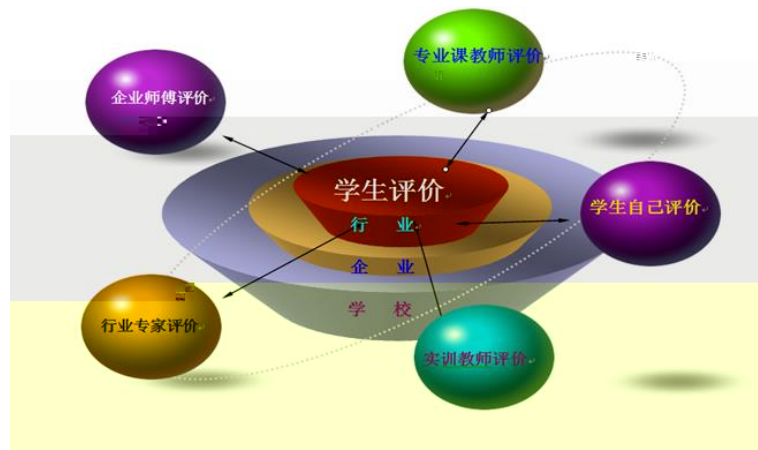 专业课教师评价
企业师傅评价
学生评价
学生自己评价
行 业
企 业
学 校
行业专家评价
实训教师评价